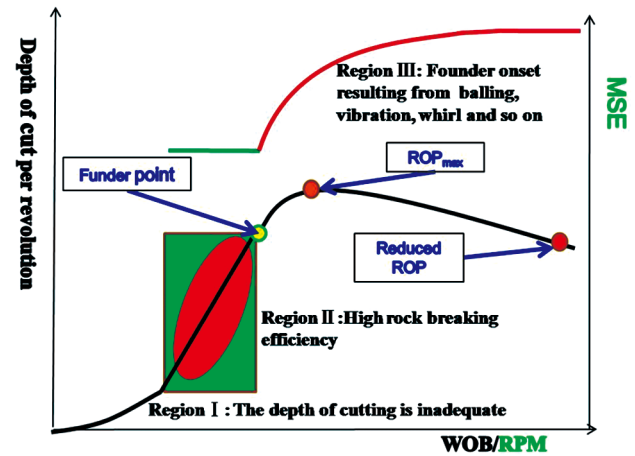 Depth of cut per revolution
MSE
Region Ⅲ: Founder onset
resulting from balling,
vibration, whirl and so on
Funder point
ROPmax
Reduced
ROP
Region Ⅱ:High rock breaking
efficiency
Region Ⅰ: The depth of cutting is inadequate
WOB/RPM